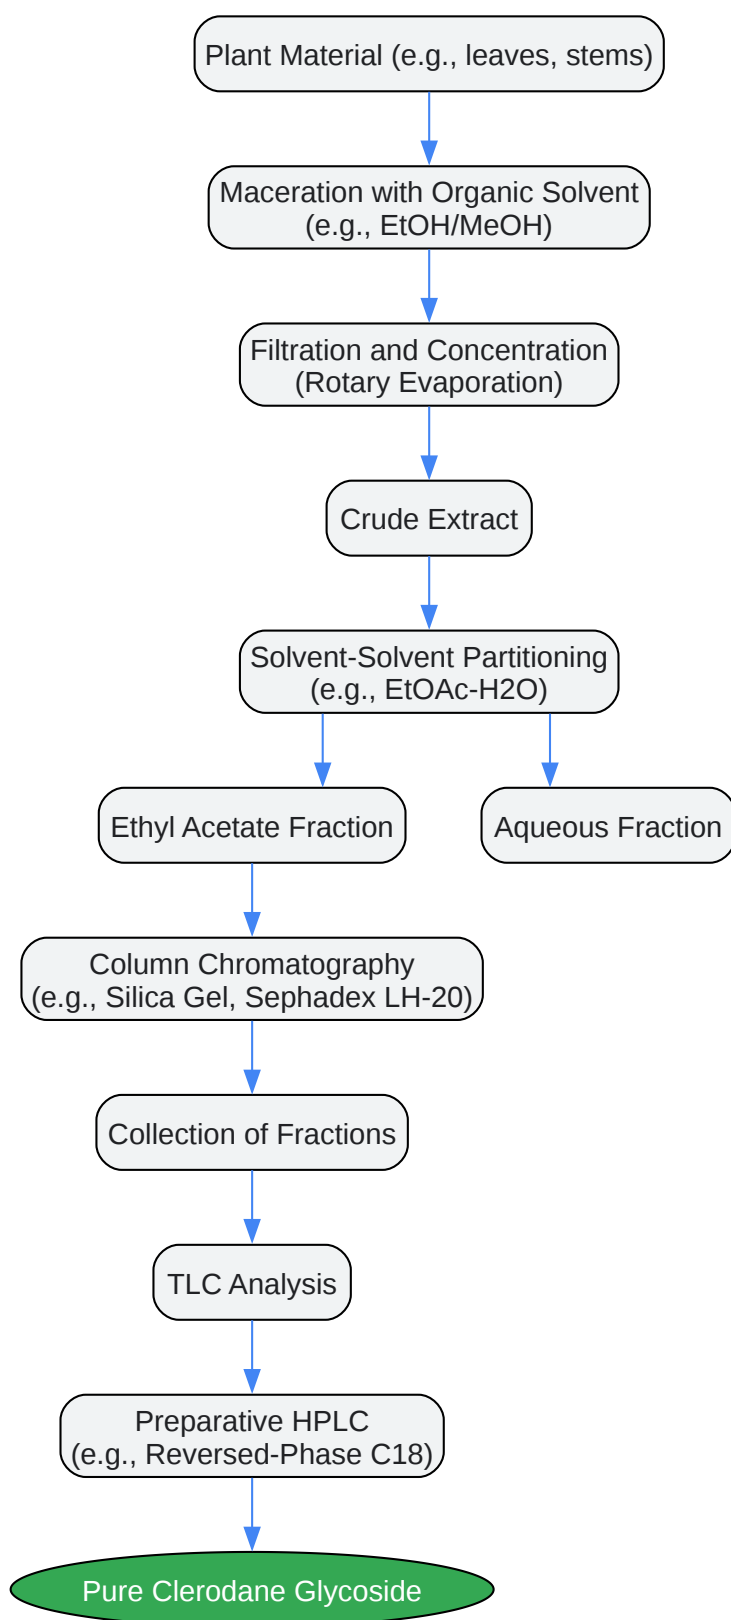 Plant Material (e.g., leaves, stems)
Maceration with Organic Solvent
(e.g., EtOH/MeOH)
Filtration and Concentration
(Rotary Evaporation)
Crude Extract
Solvent-Solvent Partitioning
(e.g., EtOAc-H2O)
Ethyl Acetate Fraction
Aqueous Fraction
Column Chromatography
(e.g., Silica Gel, Sephadex LH-20)
Collection of Fractions
TLC Analysis
Preparative HPLC
(e.g., Reversed-Phase C18)
Pure Clerodane Glycoside